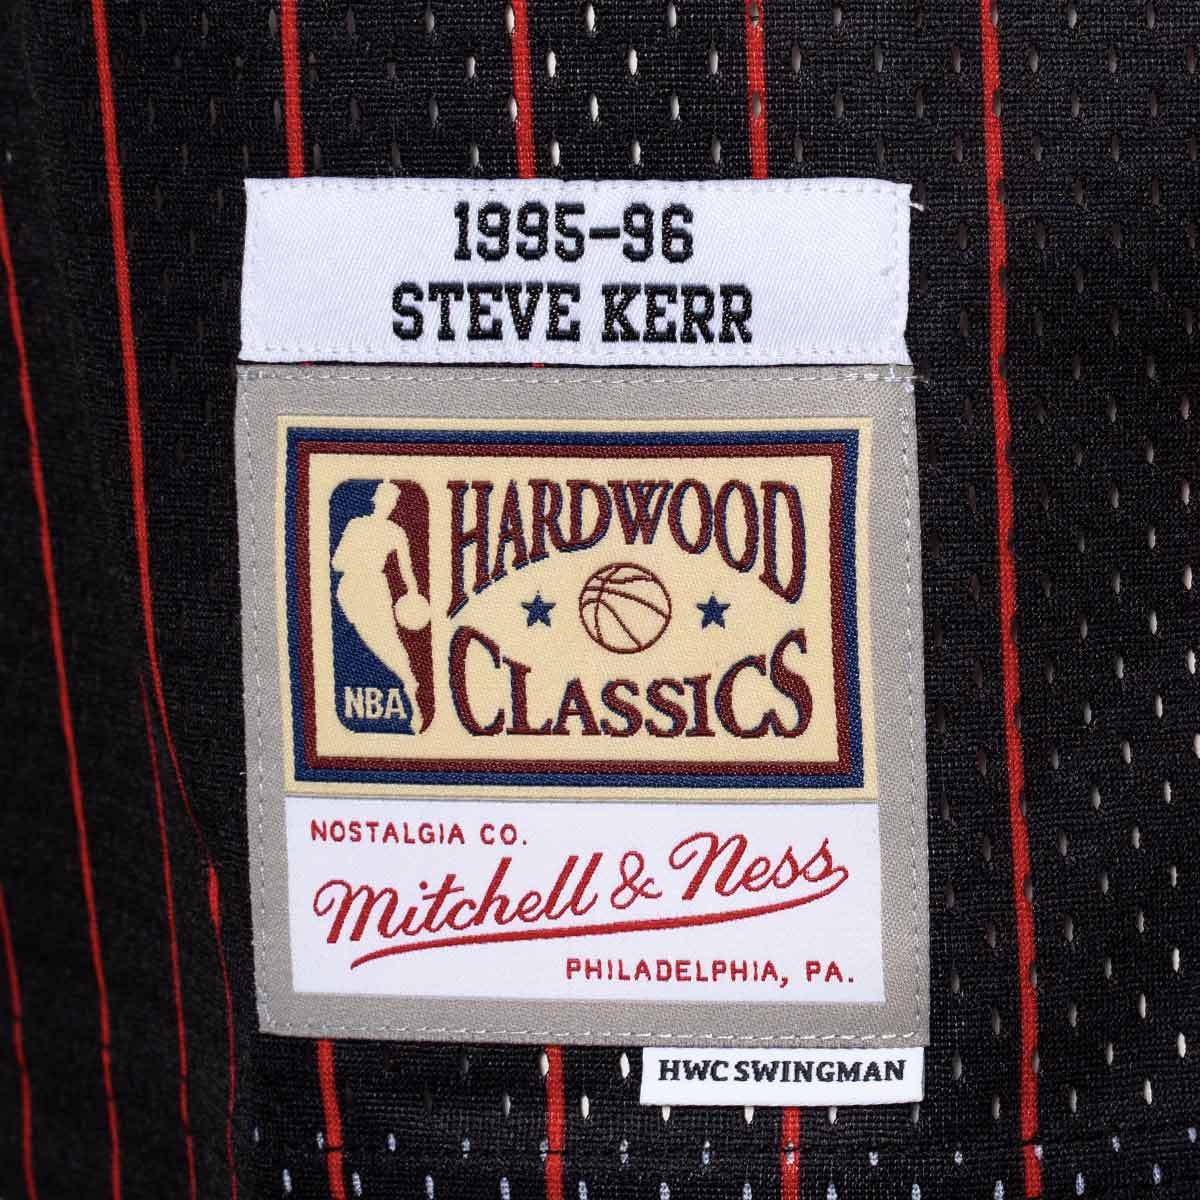 1995-96
STEVE KERR
HARDWOOD
CLASSICS
NBA
NOSTALGIA CO.
Mitchell & Ness
PHILADELPHIA, PA.
HWC SWINGMAN